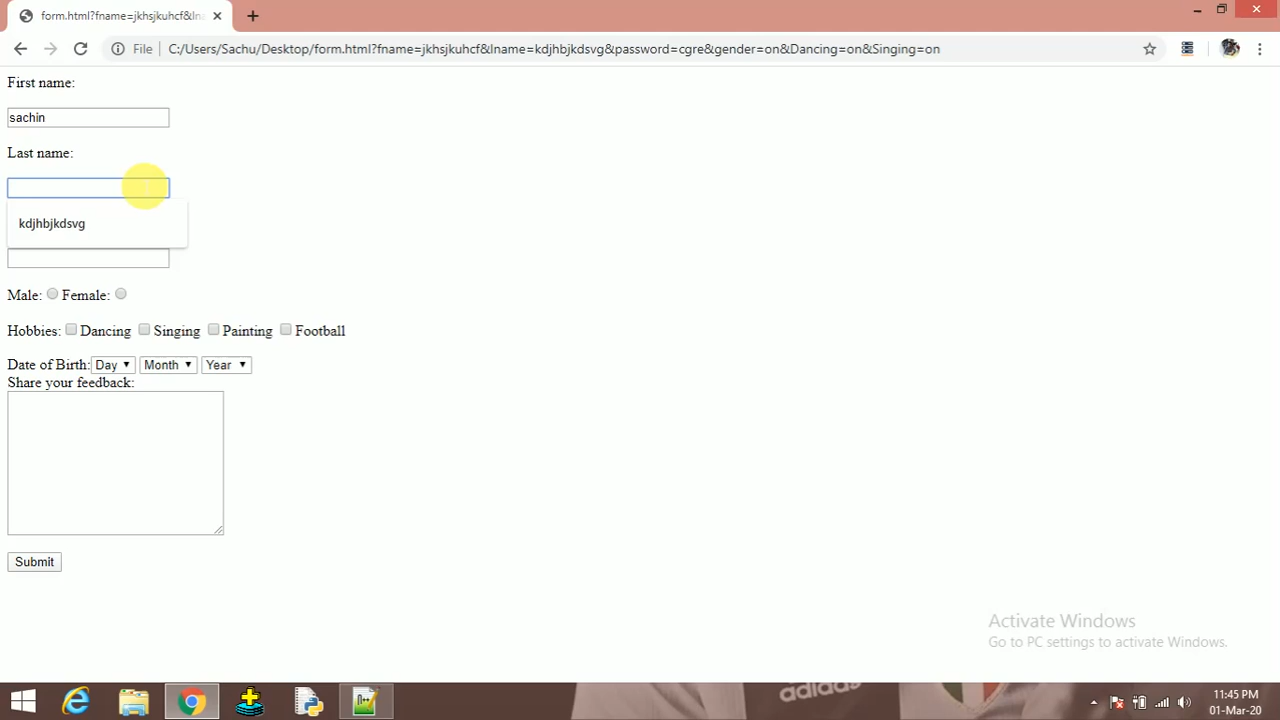 form.html?fname=jkhsjkuhcf&ln
File
C:/Users/Sachu/Desktop/form.html?fname=jkhsjkuhcf&lname=kdjhbjkdsvg&password=cgre&gender=on&Dancing=on&Singing=on
First name:
sachin
Last name:
kdjhbjkdsvg
Male: Female:
Hobbies: Dancing Singing Painting Football
Date of Birth: Day Month Year
Share your feedback:
Submit
Activate Windows
Go to PC settings to activate Windows.
adidas
11:45 PM
01-Mar-20